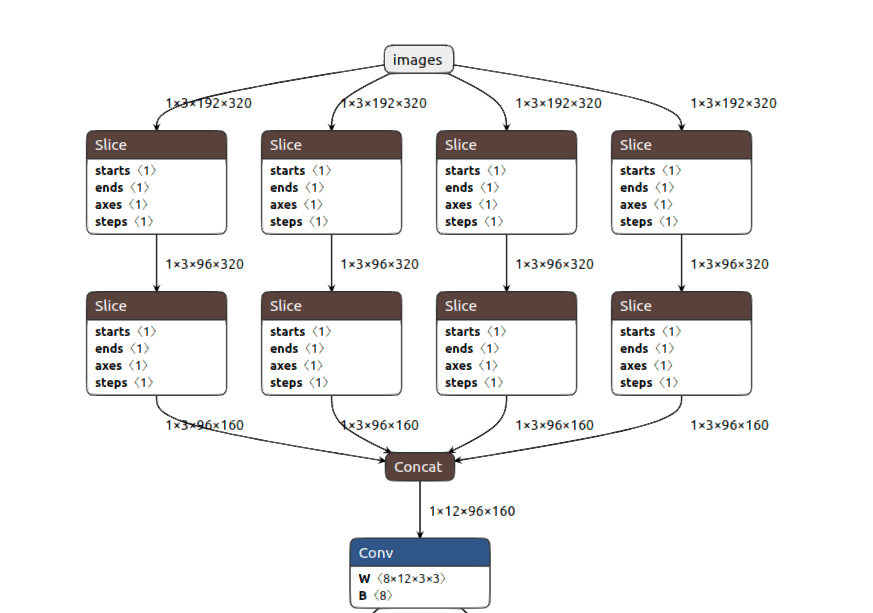 images
1×3×192×320 1×3×192×320 1×3×192×320 1×3×192×320
Slice Slice Slice Slice
starts 〈1〉 starts 〈1〉 starts 〈1〉 starts 〈1〉
ends 〈1〉 ends 〈1〉 ends 〈1〉 ends 〈1〉
axes 〈1〉 axes 〈1〉 axes 〈1〉 axes 〈1〉
steps 〈1〉 steps 〈1〉 steps 〈1〉 steps 〈1〉
1×3×96×320 1×3×96×320 1×3×96×320 1×3×96×320
Slice Slice Slice Slice
starts 〈1〉 starts 〈1〉 starts 〈1〉 starts 〈1〉
ends 〈1〉 ends 〈1〉 ends 〈1〉 ends 〈1〉
axes 〈1〉 axes 〈1〉 axes 〈1〉 axes 〈1〉
steps 〈1〉 steps 〈1〉 steps 〈1〉 steps 〈1〉
1×3×96×160 1×3×96×160 1×3×96×160 1×3×96×160
Concat
1×12×96×160
Conv
W 〈8×12×3×3〉
B 〈8〉